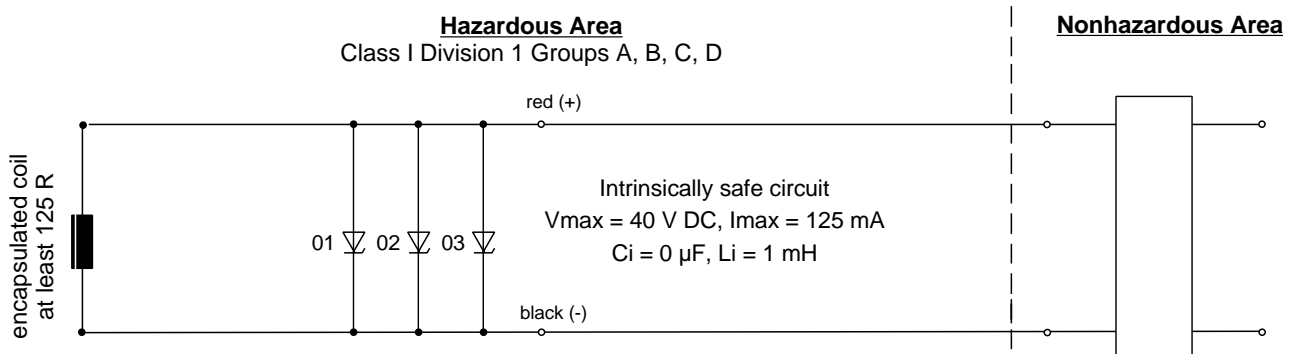 Hazardous Area
Class I Division 1 Groups A, B, C, D
Nonhazardous Area
red (+)
encapsulated coil
at least 125 R
01
02
03
Intrinsically safe circuit
Vmax = 40 V DC, Imax = 125 mA
Ci = 0 µF, Li = 1 mH
black (-)